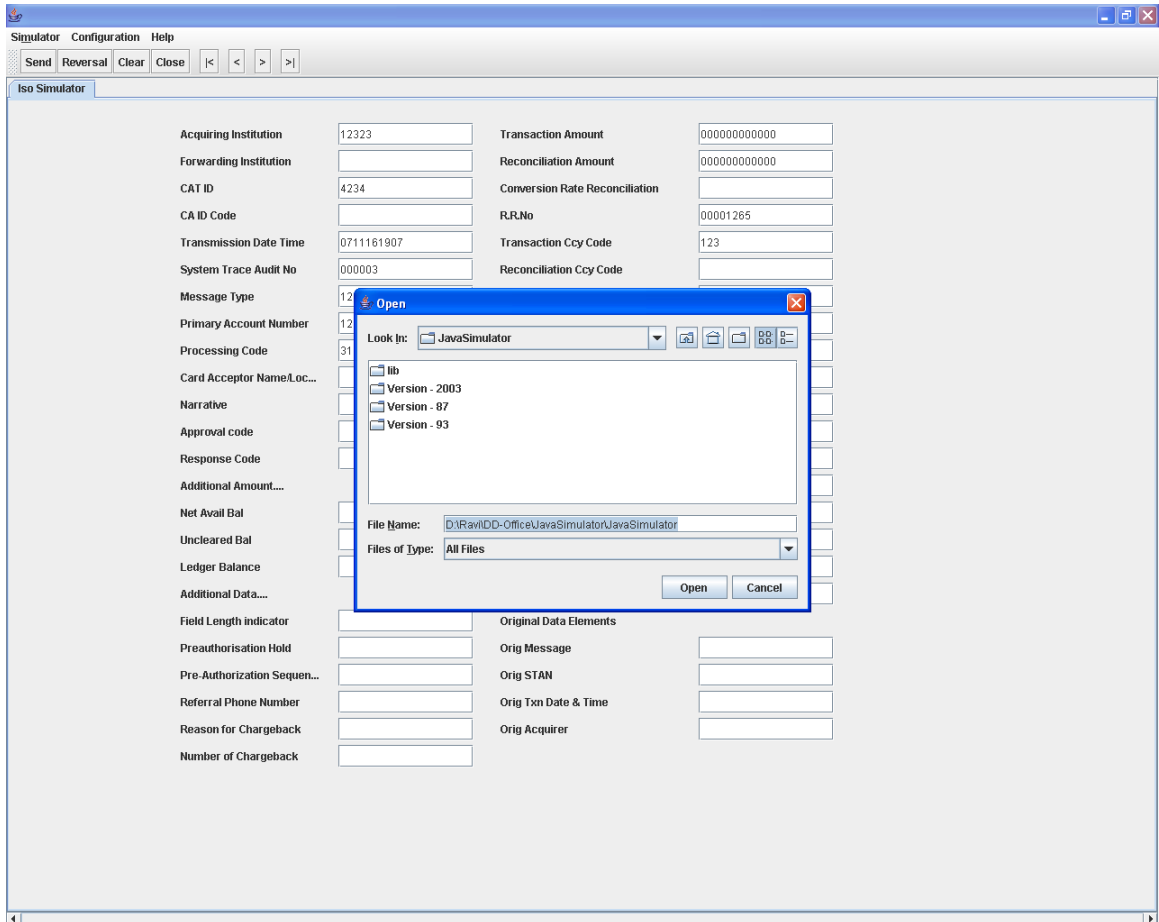 Simulator Configuration Help
Send Reversal Clear Close |< < > >|
Iso Simulator
Acquiring Institution 12323 Transaction Amount 000000000000
Forwarding Institution Reconciliation Amount 000000000000
CAT ID 4234 Conversion Rate Reconciliation
CA ID Code R.R.No 00001265
Transmission Date Time 0711161907 Transaction Ccy Code 123
System Trace Audit No 000003 Reconciliation Ccy Code
Message Type 12
Primary Account Number 12
Processing Code 31
Card Acceptor Name/Loc...
Narrative
Approval code
Response Code
Additional Amount....
Net Avail Bal
Uncleared Bal
Ledger Balance
Additional Data....
Field Length indicator Original Data Elements
Preauthorisation Hold Orig Message
Pre-Authorization Sequen... Orig STAN
Referral Phone Number Orig Txn Date & Time
Reason for Chargeback Orig Acquirer
Number of Chargeback
Open
Look In: JavaSimulator
lib
Version - 2003
Version - 87
Version - 93
File Name: D:\Ravi\DD-Office\JavaSimulator\JavaSimulator
Files of Type: All Files
Open Cancel